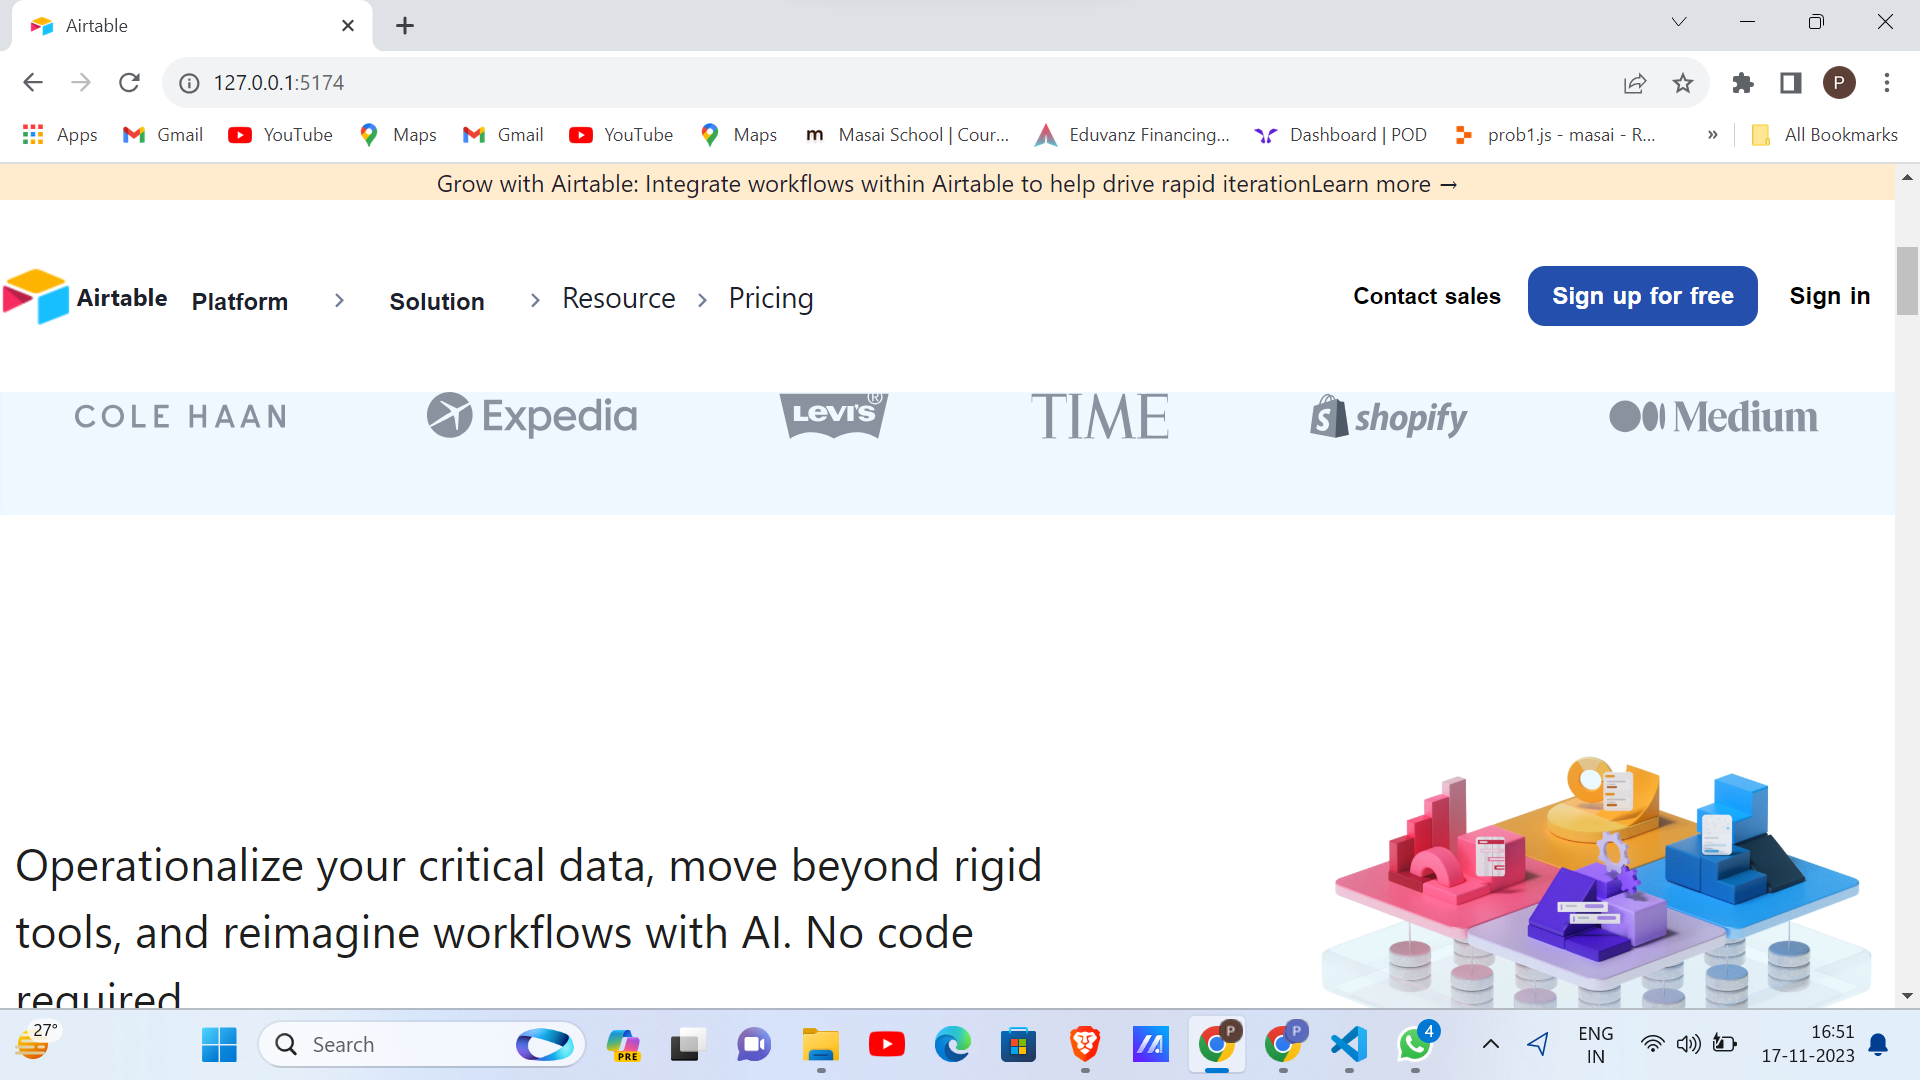 Airtable
127.0.0.1:5174
P
Apps Gmail YouTube Maps Gmail YouTube Maps m Masai School | Cour... Eduvanz Financing... Dashboard | POD prob1.js - masai - R... » All Bookmarks
Grow with Airtable: Integrate workflows within Airtable to help drive rapid iterationLearn more →
Airtable Platform Solution Resource Pricing Contact sales Sign up for free Sign in
COLE HAAN Expedia Levi's® TIME shopify Medium
Operationalize your critical data, move beyond rigid
tools, and reimagine workflows with AI. No code
required
27° Search PRE P P 4 ENG 16:51
IN 17-11-2023